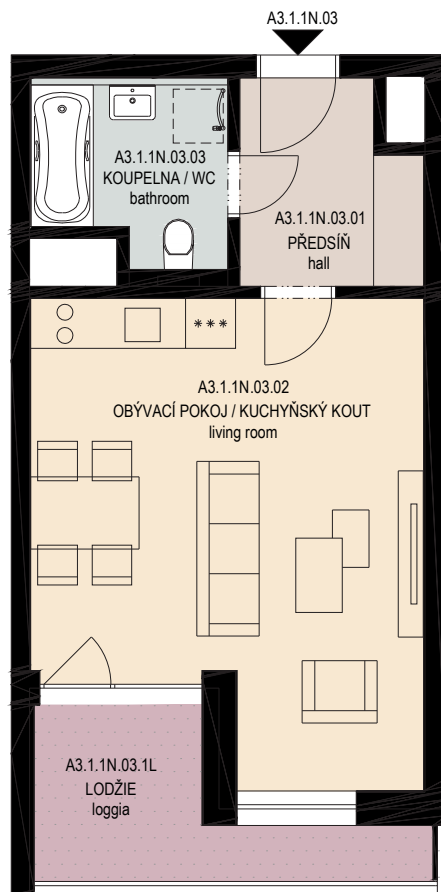 A3.1.1N.03
A3.1.1N.03.03
KOUPELNA / WC
bathroom
A3.1.1N.03.01
PŘEDSÍŇ
hall
***
A3.1.1N.03.02
OBÝVACÍ POKOJ / KUCHYŇSKÝ KOUT
living room
A3.1.1N.03.1L
LODŽIE
loggia